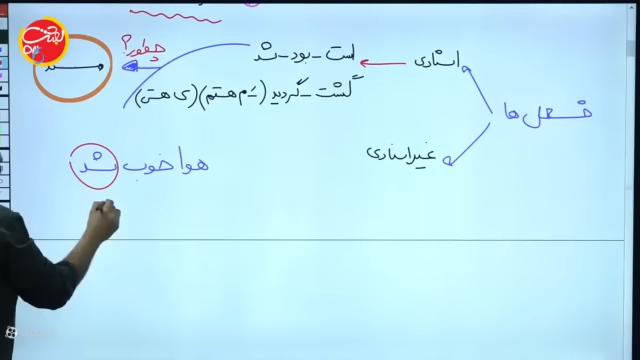 فعل‌ها
اسنادی
است - بود - شد
گشت - گردید (ـَ م هستم) (ی هستی)
چطور؟
مسند
غیراسنادی
هوا خوب شد